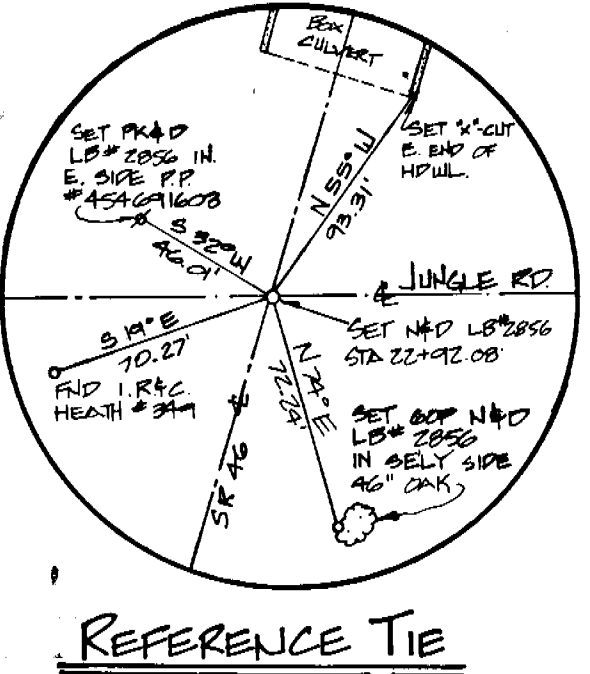 BOX
CULVERT
SET PK&D
LB# 2856 IN.
E. SIDE P.P.
# 454691603
SET "X"-CUT
E. END OF
HDWL.
N 55° W
93.31'
S 32° W
46.01'
℄ JUNGLE RD.
S 19° E
70.27'
FND I.R&C.
HEATH #
SET N&D LB# 2856
STA 22+92.08'
N 74° E
72.24'
SR 46 ℄
SET 60P N&D
LB# 2856
IN SELY SIDE
46" OAK
REFERENCE TIE